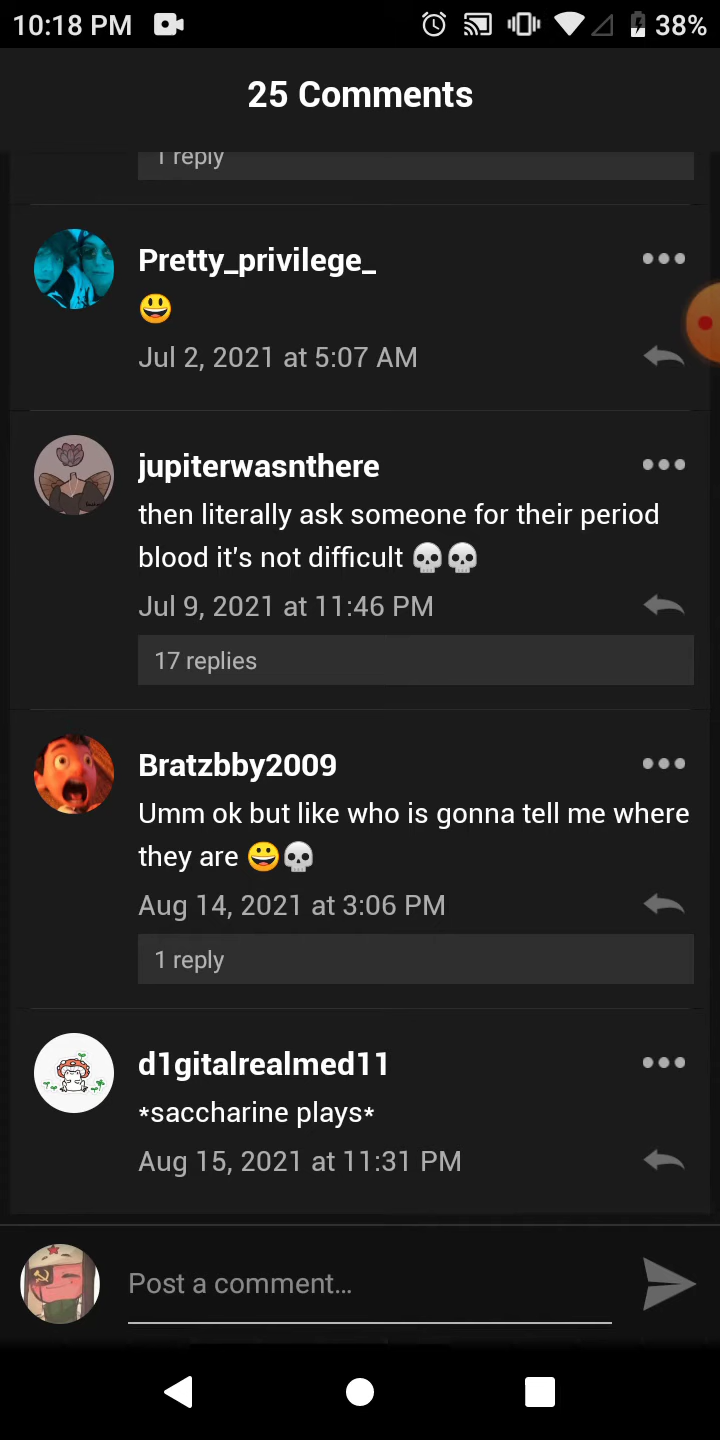 10:18 PM 38%
25 Comments
1 reply
Pretty_privilege_
😃
Jul 2, 2021 at 5:07 AM
jupiterwasnthere
then literally ask someone for their period
blood it's not difficult 💀💀
Jul 9, 2021 at 11:46 PM
17 replies
Bratzbby2009
Umm ok but like who is gonna tell me where
they are 😀💀
Aug 14, 2021 at 3:06 PM
1 reply
d1gitalrealmed11
*saccharine plays*
Aug 15, 2021 at 11:31 PM
Post a comment...